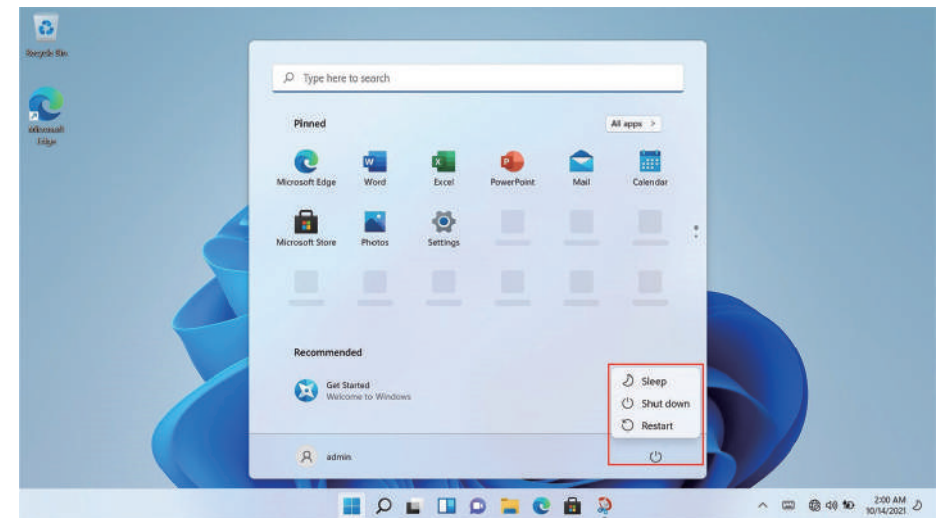 Recycle Bin
Microsoft
Edge
Type here to search
Pinned
All apps >
Microsoft Edge
Word
Excel
PowerPoint
Mail
Calendar
Microsoft Store
Photos
Settings
Recommended
Get Started
Welcome to Windows
Sleep
Shut down
Restart
admin
2:00 AM
10/14/2021